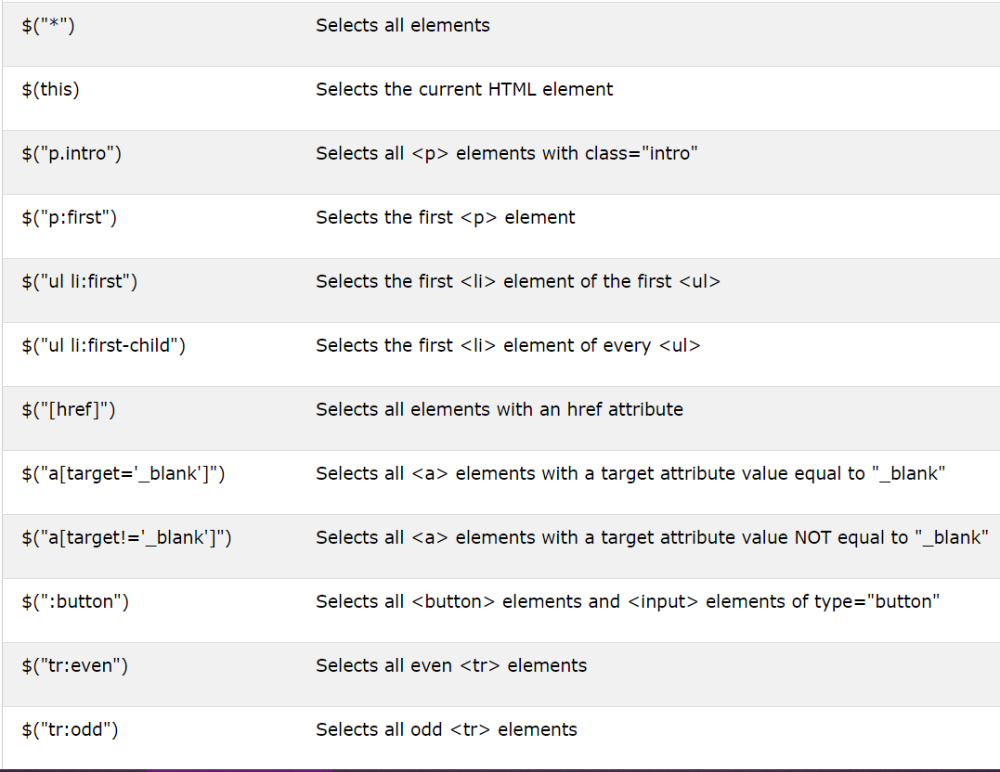 $("*") Selects all elements
$(this) Selects the current HTML element
$("p.intro") Selects all <p> elements with class="intro"
$("p:first") Selects the first <p> element
$("ul li:first") Selects the first <li> element of the first <ul>
$("ul li:first-child") Selects the first <li> element of every <ul>
$("[href]") Selects all elements with an href attribute
$("a[target='_blank']") Selects all <a> elements with a target attribute value equal to "_blank"
$("a[target!='_blank']") Selects all <a> elements with a target attribute value NOT equal to "_blank"
$(":button") Selects all <button> elements and <input> elements of type="button"
$("tr:even") Selects all even <tr> elements
$("tr:odd") Selects all odd <tr> elements